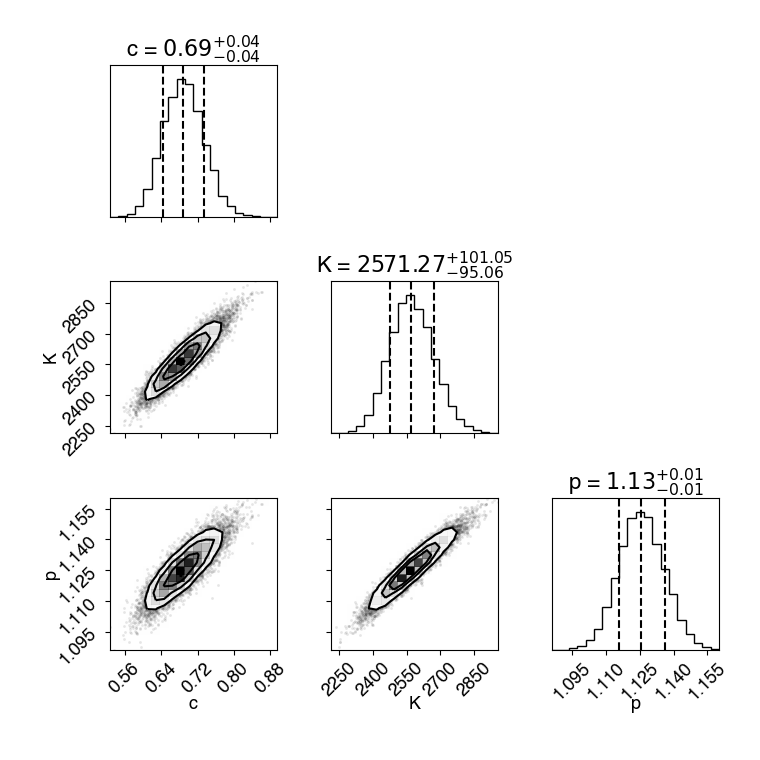 c = 0.69 +0.04 −0.04
K = 2571.27 +101.05 −95.06
2850
2700
2550
2400
2250
K
p = 1.13 +0.01 −0.01
1.155
1.140
1.125
1.110
1.095
p
0.56 0.64 0.72 0.80 0.88
c
2250 2400 2550 2700 2850
K
1.095 1.110 1.125 1.140 1.155
p